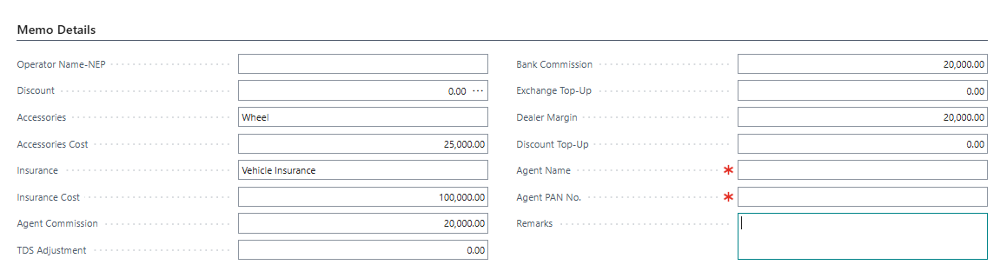 Memo Details
Operator Name-NEP
Discount 0.00 ...
Accessories Wheel
Accessories Cost 25,000.00
Insurance Vehicle Insurance
Insurance Cost 100,000.00
Agent Commission 20,000.00
TDS Adjustment 0.00
Bank Commission 20,000.00
Exchange Top-Up 0.00
Dealer Margin 20,000.00
Discount Top-Up 0.00
Agent Name *
Agent PAN No. *
Remarks